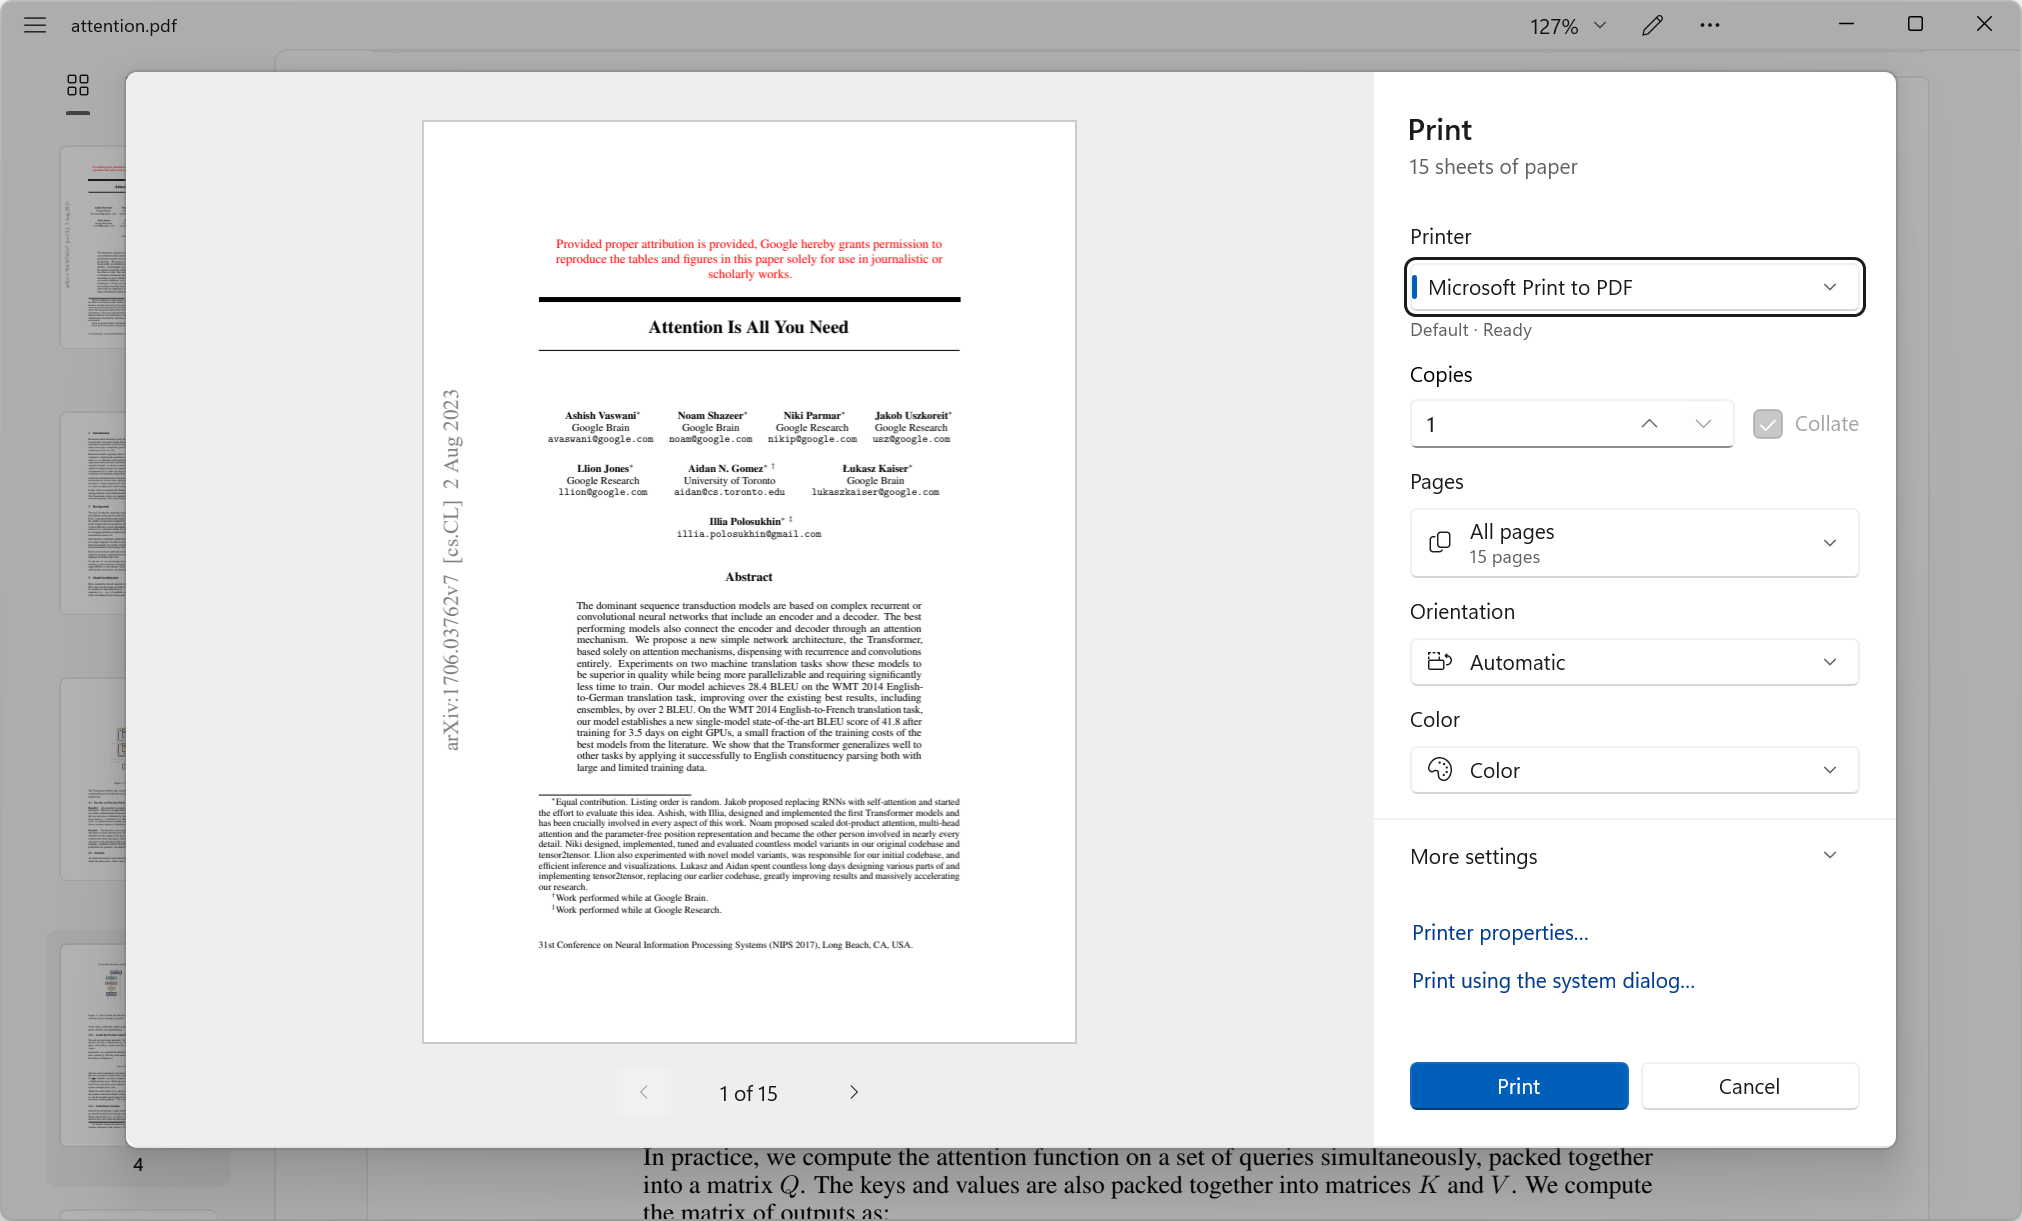 attention.pdf
127%
Provided proper attribution is provided, Google hereby grants permission to
reproduce the tables and figures in this paper solely for use in journalistic or
scholarly works.
Attention Is All You Need
arXiv:1706.03762v7 [cs.CL] 2 Aug 2023
Ashish Vaswani* Noam Shazeer* Niki Parmar* Jakob Uszkoreit*
Google Brain Google Brain Google Research Google Research
avaswani@google.com noam@google.com nikip@google.com usz@google.com
Llion Jones* Aidan N. Gomez* † Łukasz Kaiser*
Google Research University of Toronto Google Brain
llion@google.com aidan@cs.toronto.edu lukaszkaiser@google.com
Illia Polosukhin* ‡
illia.polosukhin@gmail.com
Abstract
The dominant sequence transduction models are based on complex recurrent or
convolutional neural networks that include an encoder and a decoder. The best
performing models also connect the encoder and decoder through an attention
mechanism. We propose a new simple network architecture, the Transformer,
based solely on attention mechanisms, dispensing with recurrence and convolutions
entirely. Experiments on two machine translation tasks show these models to
be superior in quality while being more parallelizable and requiring significantly
less time to train. Our model achieves 28.4 BLEU on the WMT 2014 English-
to-German translation task, improving over the existing best results, including
ensembles, by over 2 BLEU. On the WMT 2014 English-to-French translation task,
our model establishes a new single-model state-of-the-art BLEU score of 41.8 after
training for 3.5 days on eight GPUs, a small fraction of the training costs of the
best models from the literature. We show that the Transformer generalizes well to
other tasks by applying it successfully to English constituency parsing both with
large and limited training data.
*Equal contribution. Listing order is random. Jakob proposed replacing RNNs with self-attention and started
the effort to evaluate this idea. Ashish, with Illia, designed and implemented the first Transformer models and
has been crucially involved in every aspect of this work. Noam proposed scaled dot-product attention, multi-head
attention and the parameter-free position representation and became the other person involved in nearly every
detail. Niki designed, implemented, tuned and evaluated countless model variants in our original codebase and
tensor2tensor. Llion also experimented with novel model variants, was responsible for our initial codebase, and
efficient inference and visualizations. Lukasz and Aidan spent countless long days designing various parts of and
implementing tensor2tensor, replacing our earlier codebase, greatly improving results and massively accelerating
our research.
†Work performed while at Google Brain.
‡Work performed while at Google Research.
31st Conference on Neural Information Processing Systems (NIPS 2017), Long Beach, CA, USA.
1 of 15
Print
15 sheets of paper
Printer
Microsoft Print to PDF
Default · Ready
Copies
1
Collate
Pages
All pages
15 pages
Orientation
Automatic
Color
Color
More settings
Printer properties...
Print using the system dialog...
Print
Cancel
4
In practice, we compute the attention function on a set of queries simultaneously, packed together
into a matrix Q. The keys and values are also packed together into matrices K and V. We compute
the matrix of outputs as: